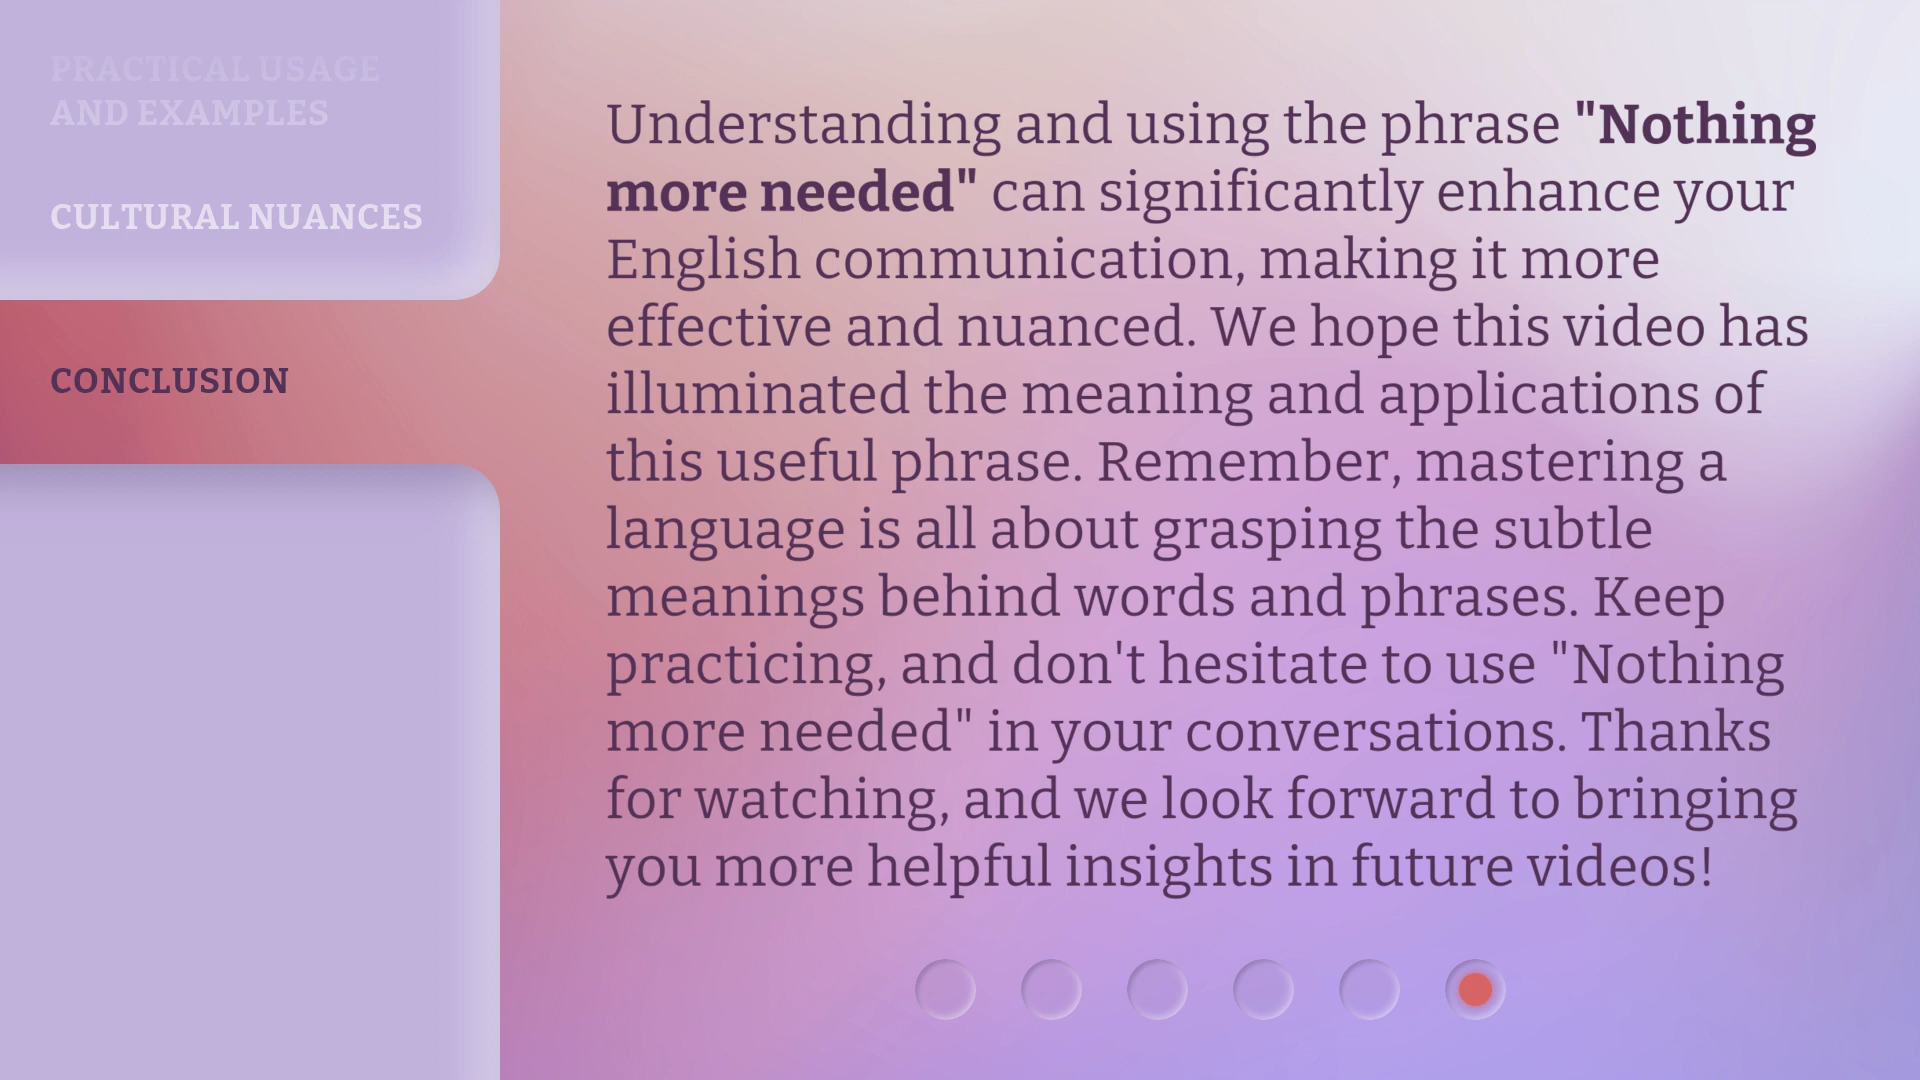 PRACTICAL USAGE
AND EXAMPLES
CULTURAL NUANCES
CONCLUSION
Understanding and using the phrase "Nothing
more needed" can significantly enhance your
English communication, making it more
effective and nuanced. We hope this video has
illuminated the meaning and applications of
this useful phrase. Remember, mastering a
language is all about grasping the subtle
meanings behind words and phrases. Keep
practicing, and don't hesitate to use "Nothing
more needed" in your conversations. Thanks
for watching, and we look forward to bringing
you more helpful insights in future videos!